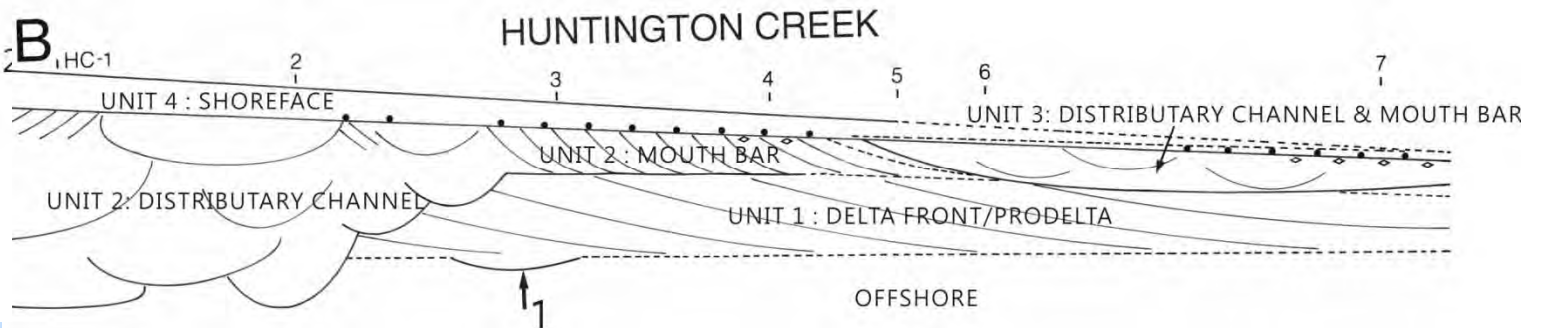 B
HUNTINGTON CREEK
HC-1
2
3
4
5
6
7
UNIT 4 : SHOREFACE
UNIT 3: DISTRIBUTARY CHANNEL & MOUTH BAR
UNIT 2 : MOUTH BAR
UNIT 2: DISTRIBUTARY CHANNEL
UNIT 1 : DELTA FRONT/PRODELTA
OFFSHORE
1